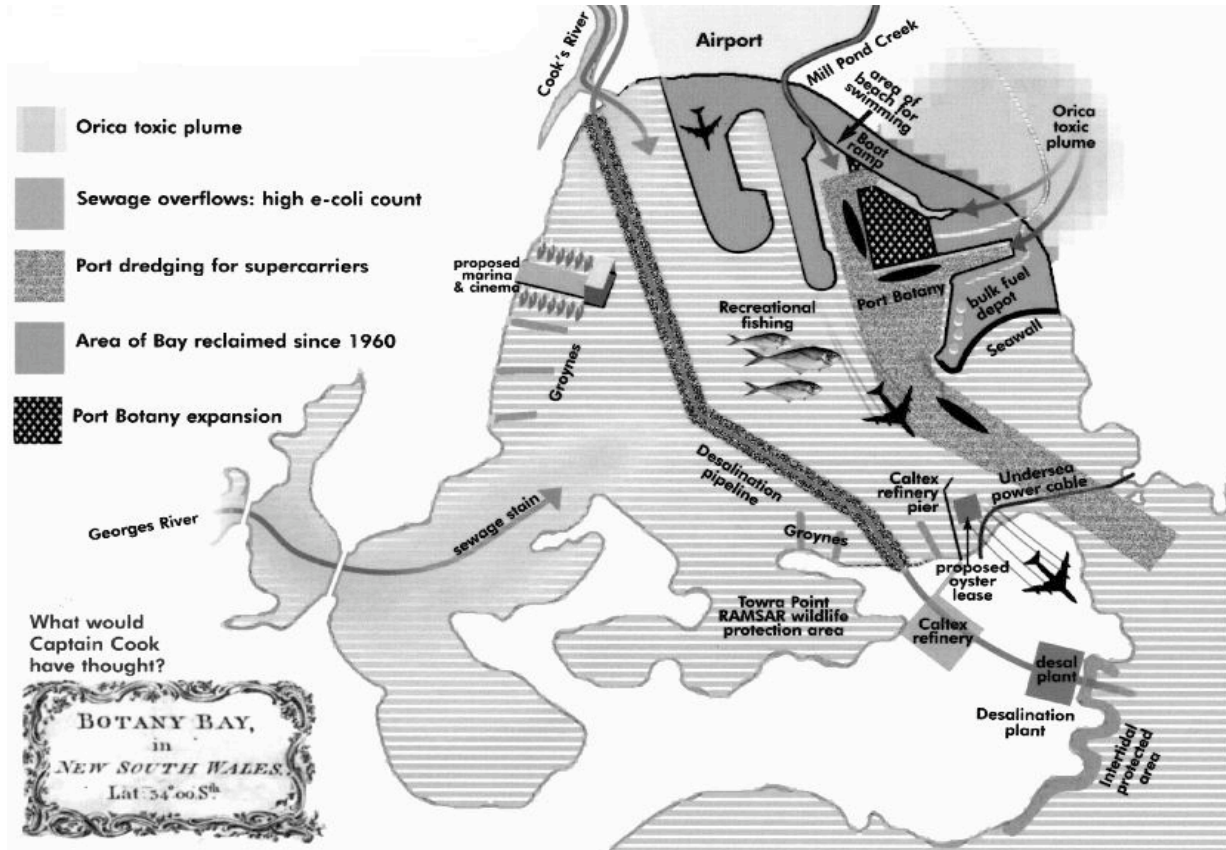 Cook's River
Airport
Mill Pond Creek
area of
beach for
swimming
Boat
ramp
Orica
toxic
plume
Orica toxic plume
Sewage overflows: high e-coli count
Port dredging for supercarriers
Area of Bay reclaimed since 1960
Port Botany expansion
proposed
marina
& cinema
Groynes
Recreational
fishing
Port Botany
bulk fuel
depot
Seawall
Desalination
pipeline
Caltex
refinery
pier
Undersea
power cable
Georges River
sewage stain
Groynes
proposed
oyster
lease
Towra Point
RAMSAR wildlife
protection area
Caltex
refinery
desal
plant
Desalination
plant
Intertidal
protected
area
What would
Captain Cook
have thought?
BOTANY BAY,
in
NEW SOUTH WALES.
Lat 34°00 Sth.